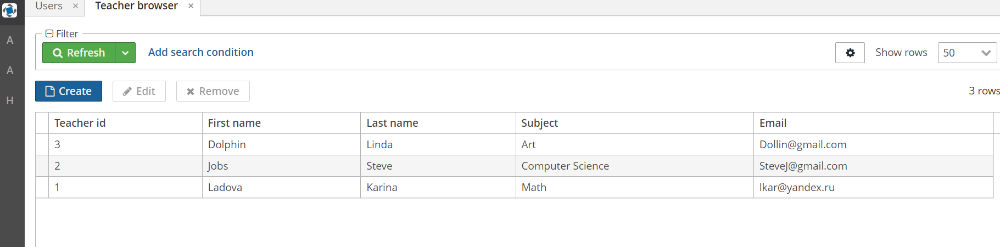 Users × Teacher browser ×
A
A
H
Filter
Refresh Add search condition Show rows 50
Create Edit Remove 3 rows
Teacher id First name Last name Subject Email
3 Dolphin Linda Art Dollin@gmail.com
2 Jobs Steve Computer Science SteveJ@gmail.com
1 Ladova Karina Math lkar@yandex.ru